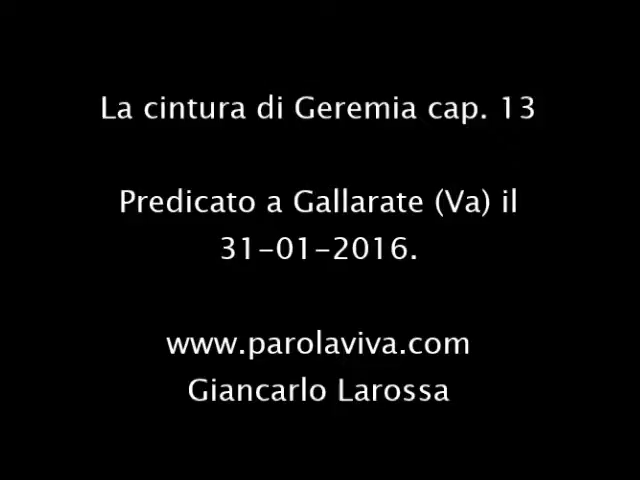 La cintura di Geremia cap. 13
Predicato a Gallarate (Va) il
31-01-2016.
www.parolaviva.com
Giancarlo Larossa